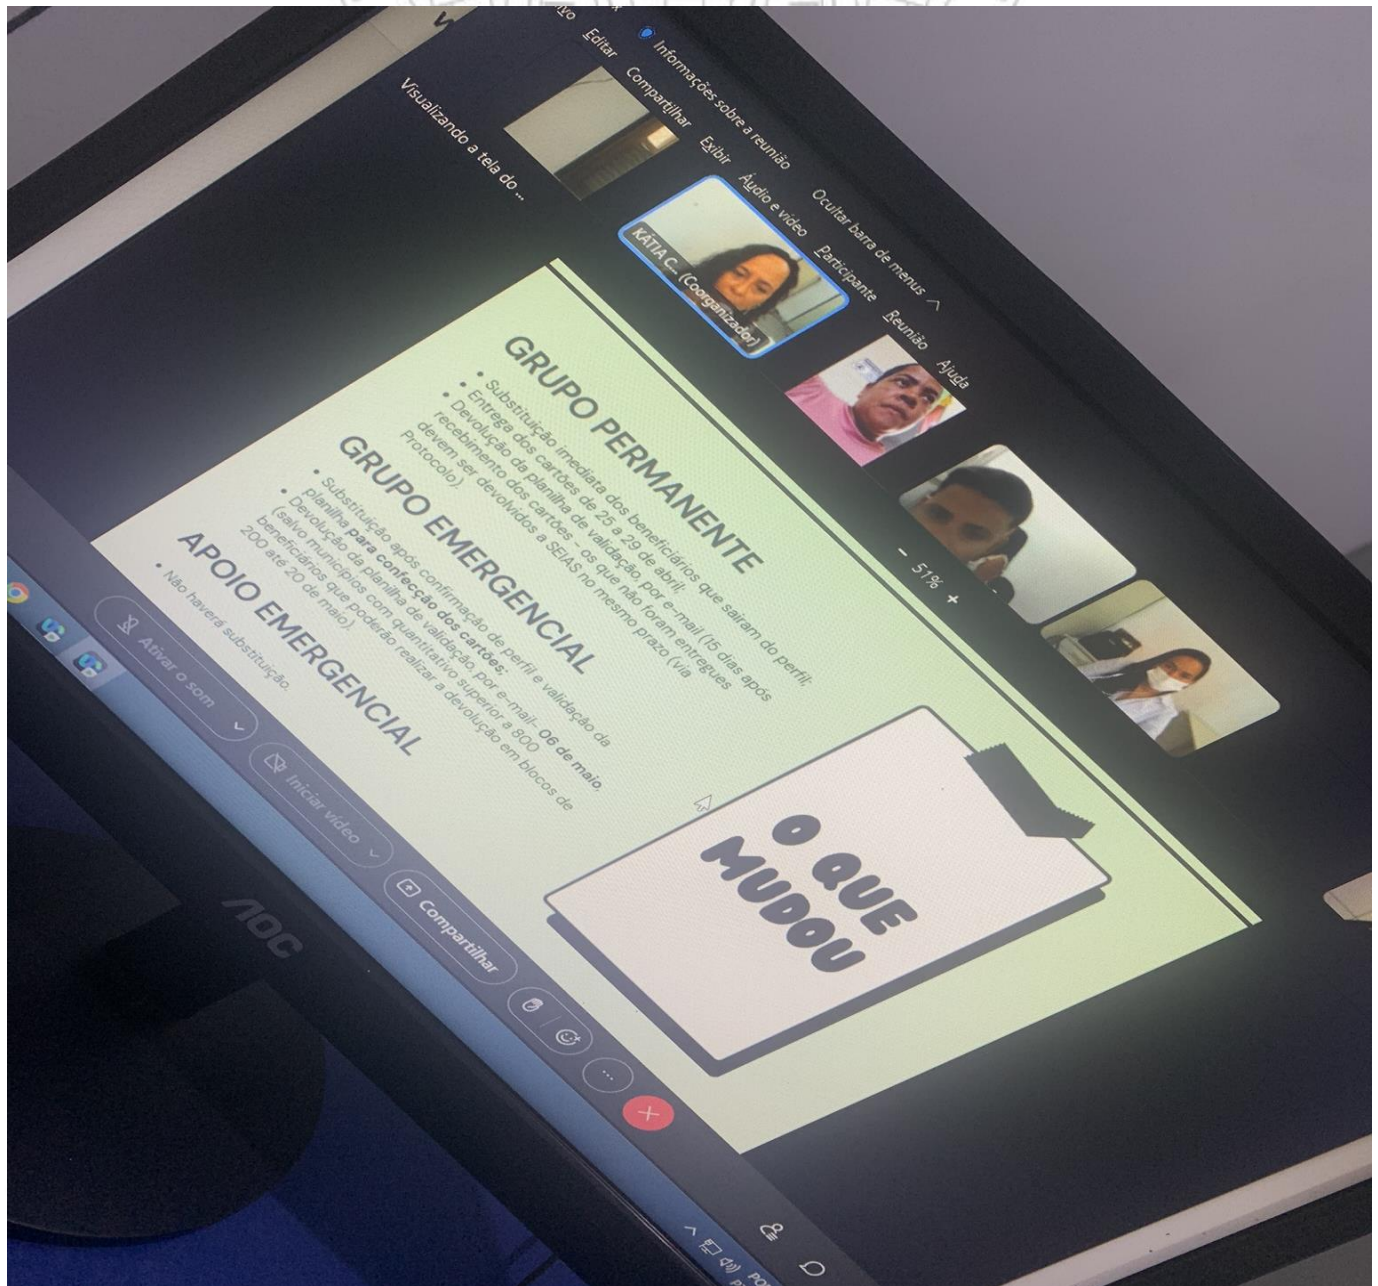 Informações sobre a reunião
Ocultar barra de menus
Editar
Compartilhar
Exibir
Áudio e vídeo
Participante
Reunião
Ajuda
Visualizando a tela do ...
KÁTIA C... (Coorganizador)
- 51% +
GRUPO PERMANENTE
• Substituição imediata dos beneficiários que saíram do perfil;
• Entrega dos cartões de 25 a 29 de abril;
• Devolução da planilha de validação, por e-mail (15 dias após
recebimento dos cartões - os que não foram entregues
devem ser devolvidos a SEIAS no mesmo prazo (via
Protocolo).
GRUPO EMERGENCIAL
• Substituição após confirmação de perfil e validação da
planilha para confecção dos cartões;
• Devolução da planilha de validação, por e-mail- 06 de maio,
(salvo municípios com quantitativo superior a 800
beneficiários que poderão realizar a devolução em blocos de
200 até 20 de maio).
APOIO EMERGENCIAL
• Não haverá substituição.
O QUE
MUDOU
Ativar o som
Iniciar vídeo
Compartilhar
AOC